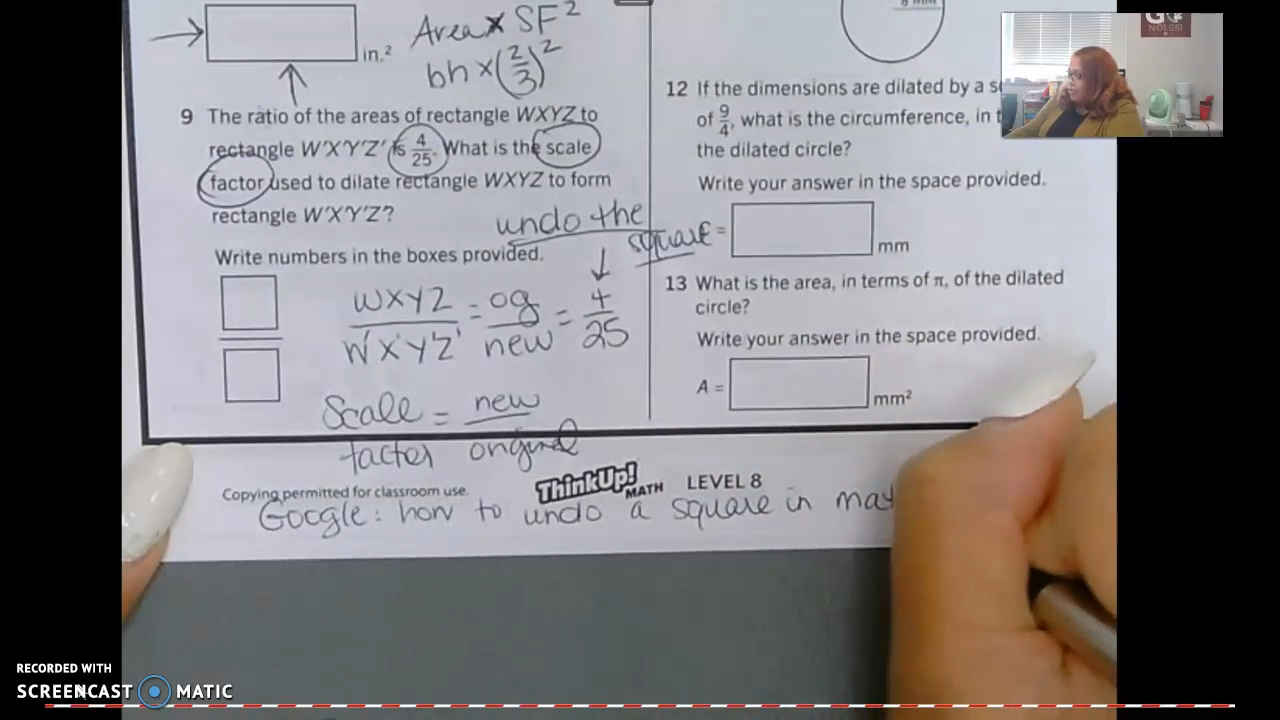 in.²
Area x SF²
bh x (2/3)²
9 The ratio of the areas of rectangle WXYZ to
rectangle W'X'Y'Z' is 4/25. What is the scale
factor used to dilate rectangle WXYZ to form
rectangle W'X'Y'Z'?
undo the
square
Write numbers in the boxes provided.
WXYZ/W'X'Y'Z' = og/new = 4/25
Scale factor = new/original
12 If the dimensions are dilated by a
of 9/4, what is the circumference, in
the dilated circle?
Write your answer in the space provided.
= mm
13 What is the area, in terms of π, of the dilated
circle?
Write your answer in the space provided.
A = mm²
Copying permitted for classroom use.
ThinkUp! MATH LEVEL 8
Google: how to undo a square in mat
NOLES!
RECORDED WITH
SCREENCAST MATIC